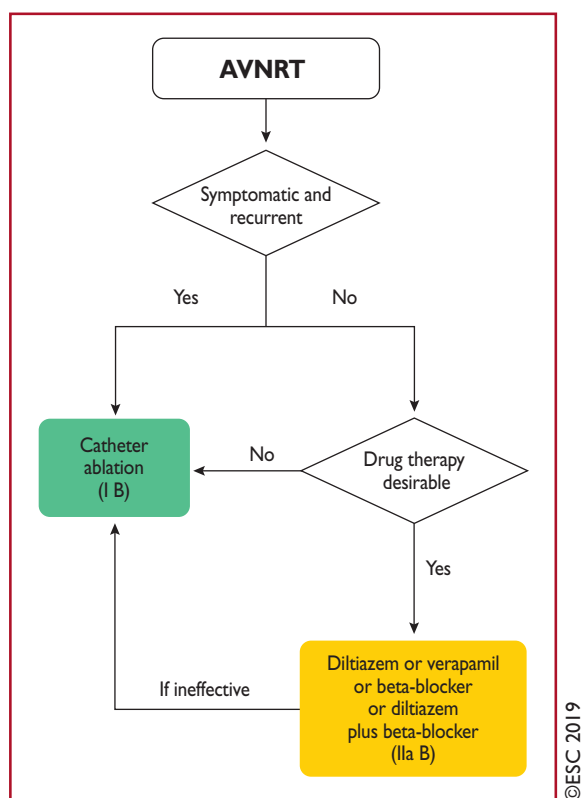 AVNRT
Symptomatic and
recurrent
Yes
No
Catheter
ablation
(I B)
No
Drug therapy
desirable
Yes
If ineffective
Diltiazem or verapamil
or beta-blocker
or diltiazem
plus beta-blocker
(IIa B)
©ESC 2019